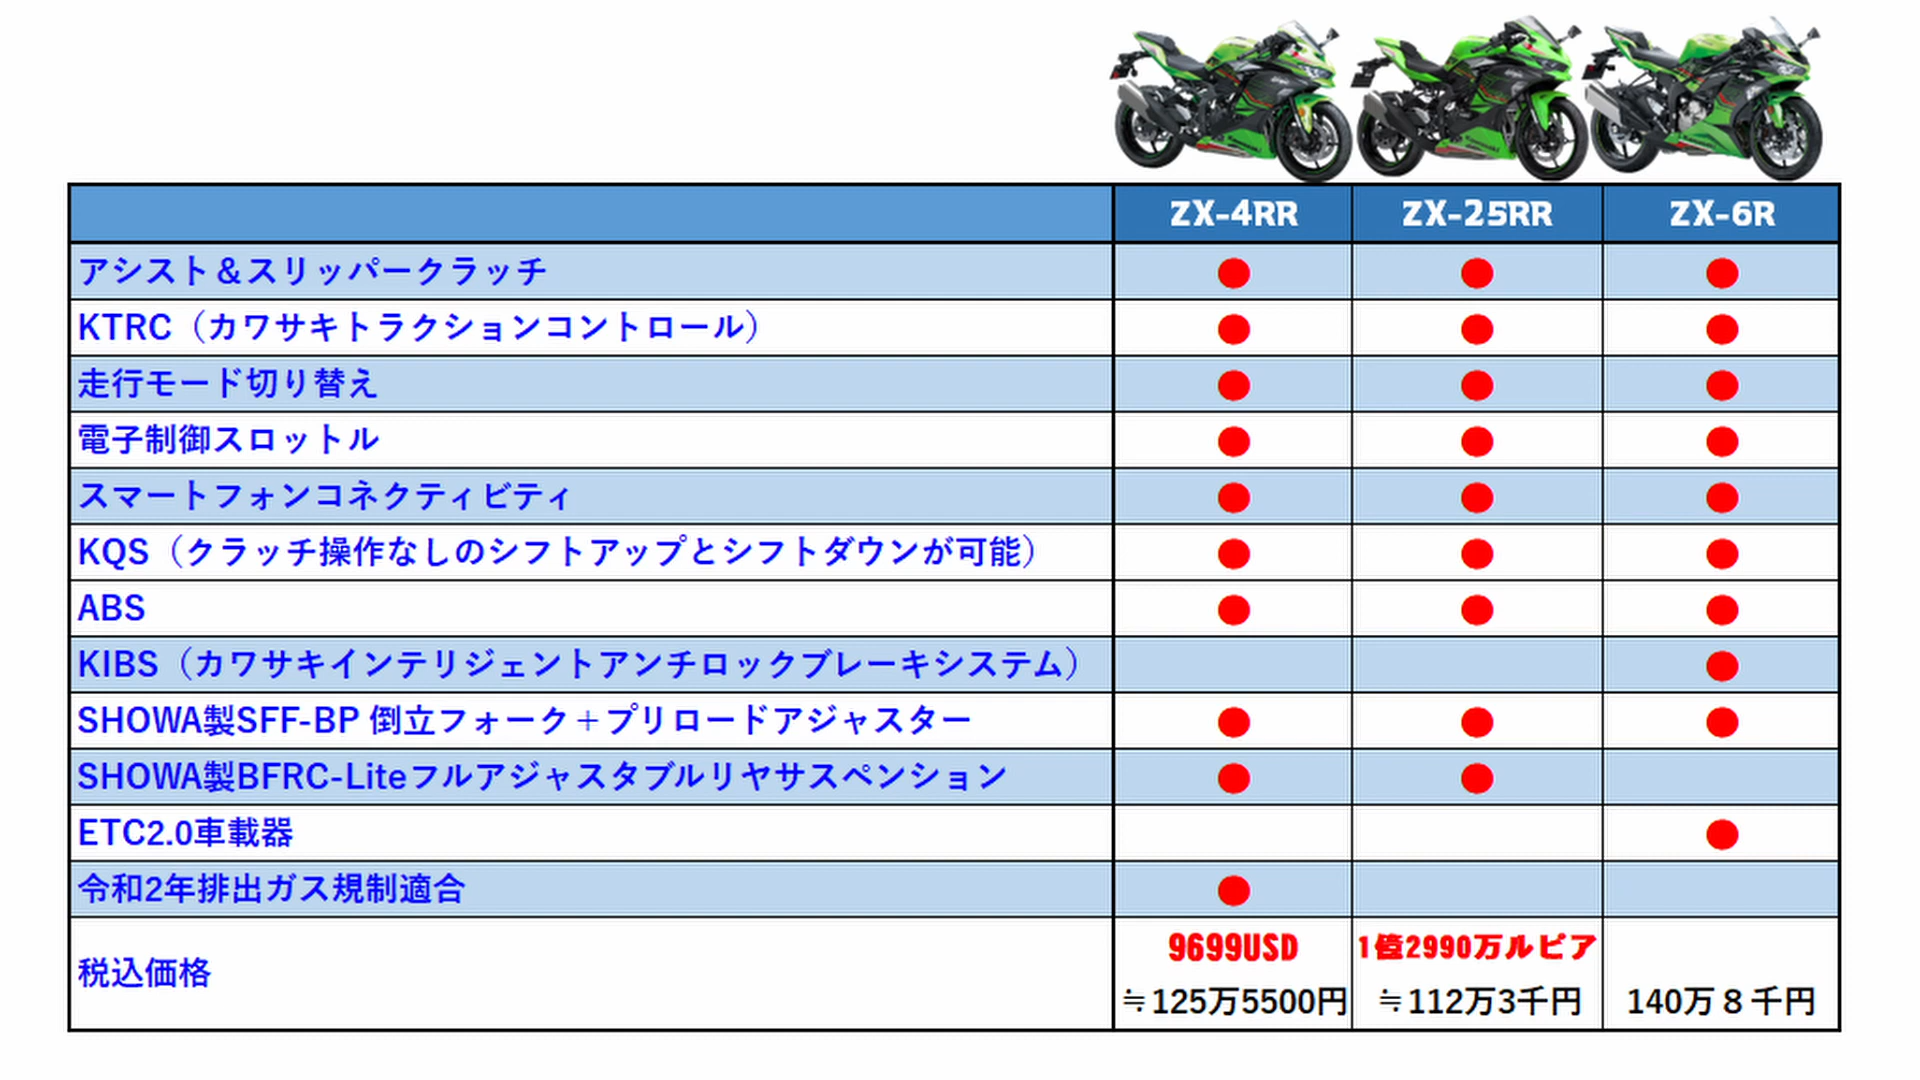 ZX-4RR ZX-25RR ZX-6R
アシスト＆スリッパークラッチ ● ● ●
KTRC（カワサキトラクションコントロール） ● ● ●
走行モード切り替え ● ● ●
電子制御スロットル ● ● ●
スマートフォンコネクティビティ ● ● ●
KQS（クラッチ操作なしのシフトアップとシフトダウンが可能） ● ● ●
ABS ● ● ●
KIBS（カワサキインテリジェントアンチロックブレーキシステム） ●
SHOWA製SFF-BP 倒立フォーク＋プリロードアジャスター ● ● ●
SHOWA製BFRC-Liteフルアジャスタブルリヤサスペンション ● ●
ETC2.0車載器 ●
令和2年排出ガス規制適合 ●
税込価格
9699USD 1億2990万ルピア
≒125万5500円 ≒112万3千円 140万８千円